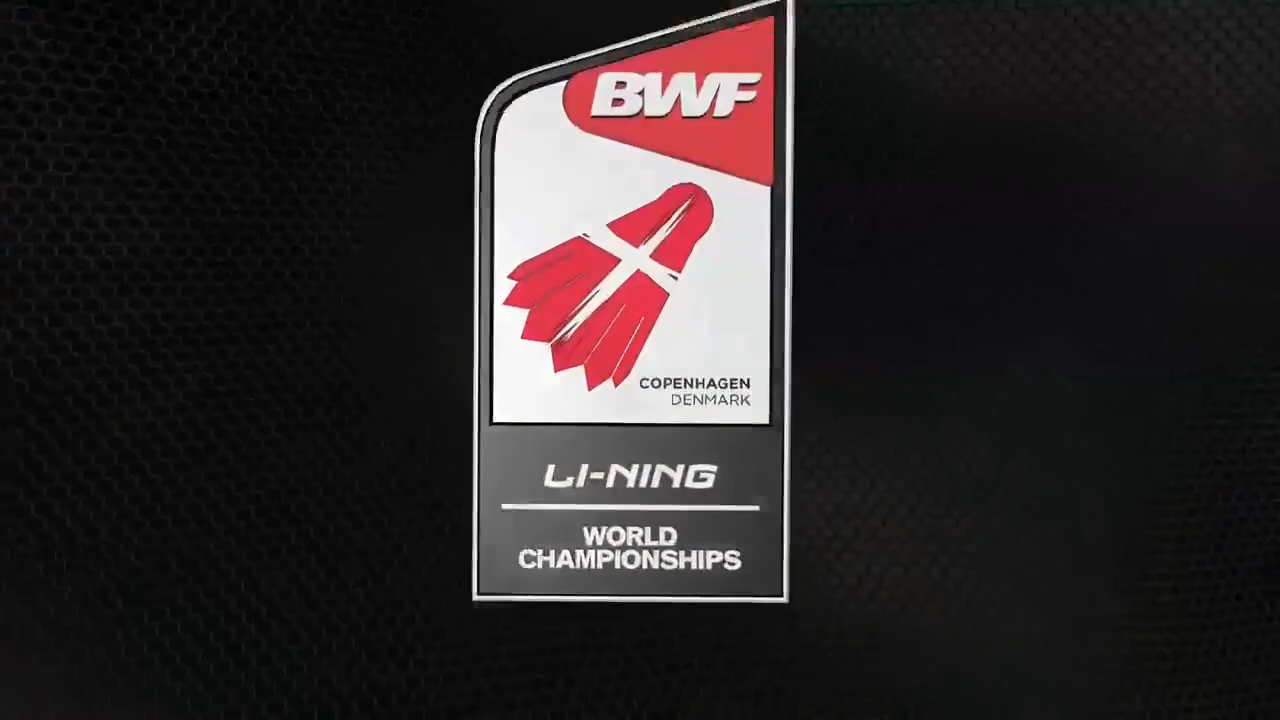 BWF
COPENHAGEN
DENMARK
LI-NING
WORLD
CHAMPIONSHIPS